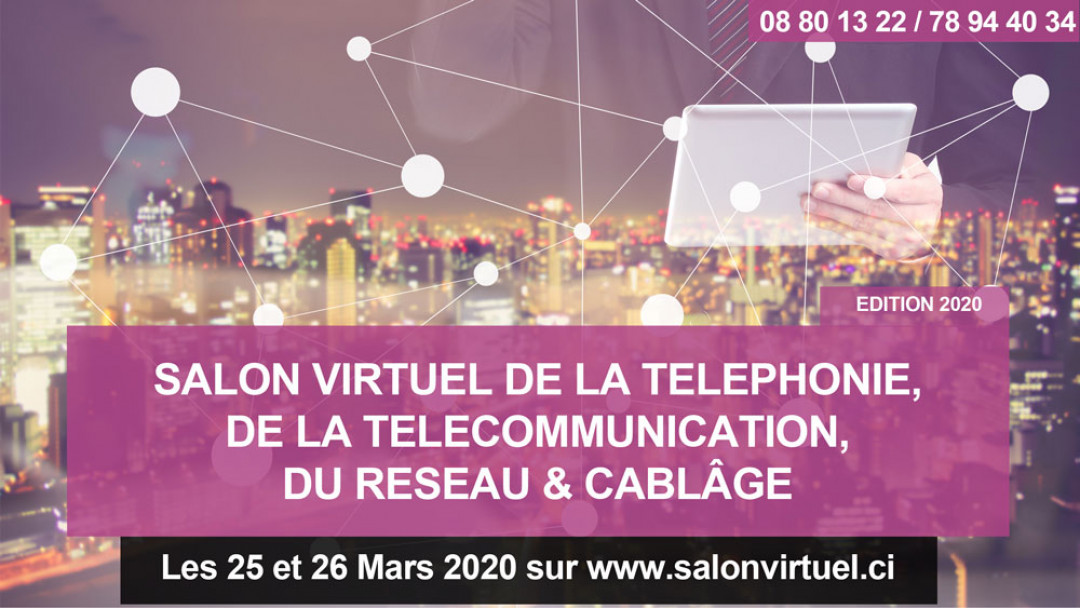 08 80 13 22 / 78 94 40 34
EDITION 2020
SALON VIRTUEL DE LA TELEPHONIE,
DE LA TELECOMMUNICATION,
DU RESEAU & CABLÂGE
Les 25 et 26 Mars 2020 sur www.salonvirtuel.ci